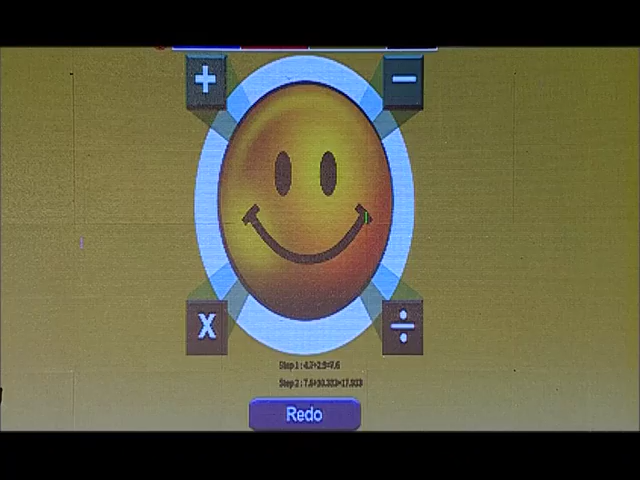 +
−
X
÷
Step 1 : 4.7+2.9=7.6
Step 2 : 7.6+10.333=17.933
Redo